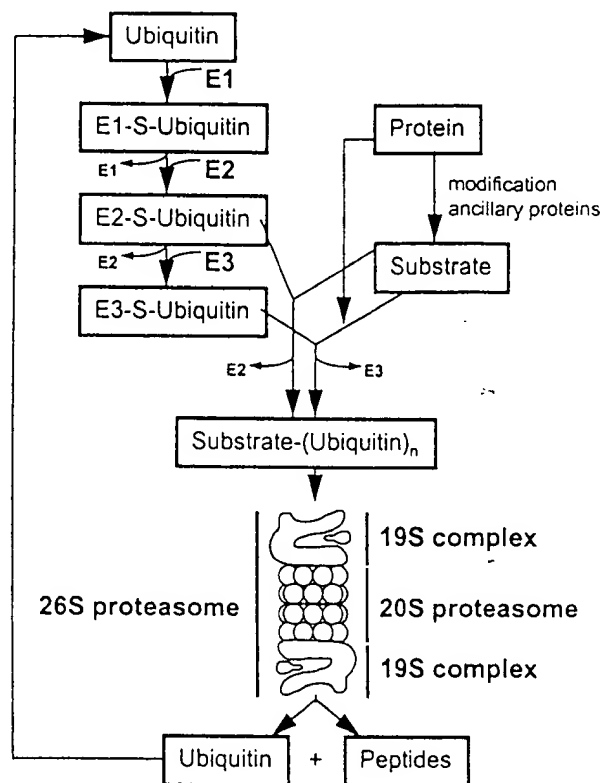 Ubiquitin
E1
E1-S-Ubiquitin
E1
E2
E2-S-Ubiquitin
E2
E3
E3-S-Ubiquitin
Protein
modification
ancillary proteins
Substrate
E2
E3
Substrate-(Ubiquitin)n
19S complex
26S proteasome
20S proteasome
19S complex
Ubiquitin + Peptides